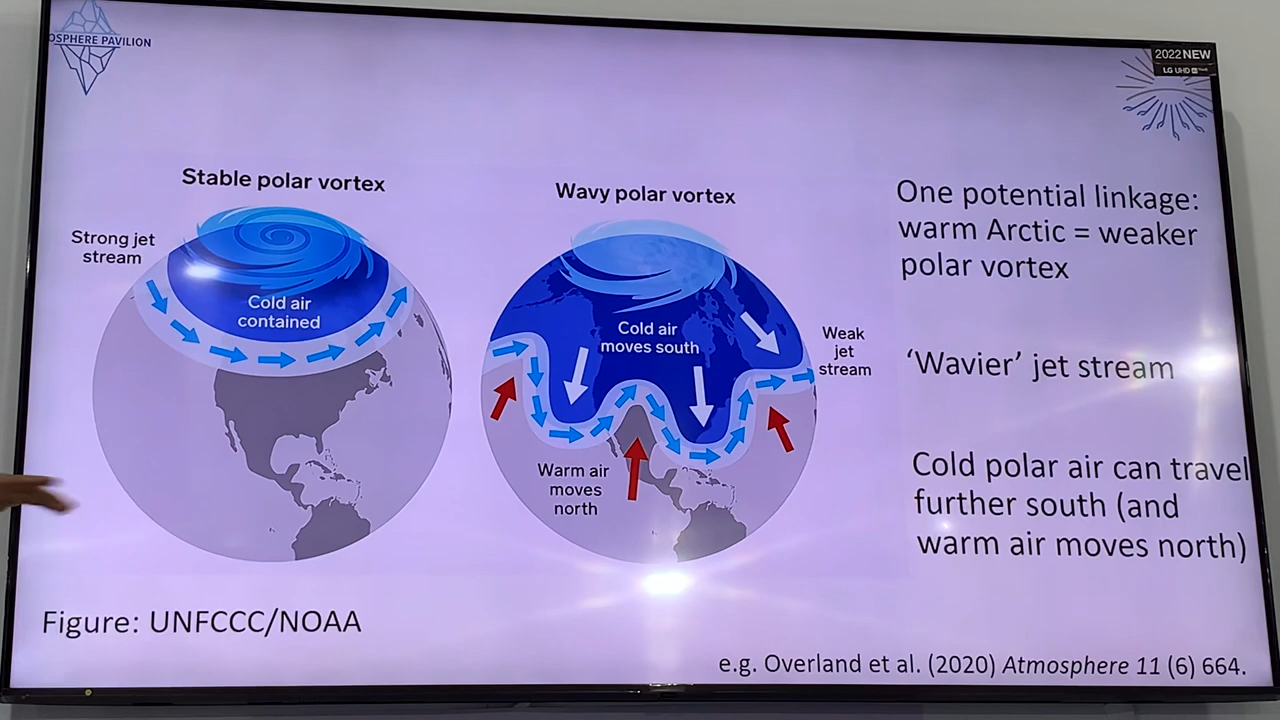 OSPHERE PAVILION
2022 NEW
LG UHD
Stable polar vortex
Strong jet
stream
Cold air
contained
Wavy polar vortex
Cold air
moves south
Weak
jet
stream
Warm air
moves
north
One potential linkage:
warm Arctic = weaker
polar vortex
‘Wavier’ jet stream
Cold polar air can travel
further south (and
warm air moves north)
Figure: UNFCCC/NOAA
e.g. Overland et al. (2020) Atmosphere 11 (6) 664.